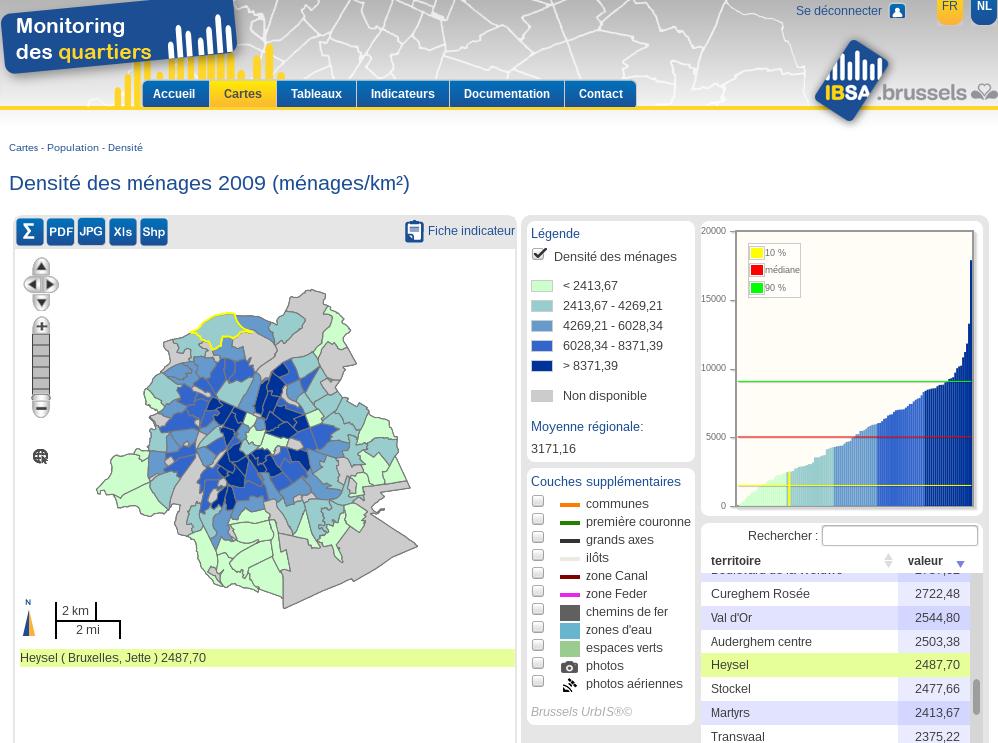 Monitoring
des quartiers
Se déconnecter
FR
NL
Accueil
Cartes
Tableaux
Indicateurs
Documentation
Contact
IBSA.brussels
Cartes - Population - Densité
Densité des ménages 2009 (ménages/km²)
Σ
PDF
JPG
Xls
Shp
Fiche indicateur
N
2 km
2 mi
Heysel ( Bruxelles, Jette ) 2487,70
Légende
Densité des ménages
< 2413,67
2413,67 - 4269,21
4269,21 - 6028,34
6028,34 - 8371,39
> 8371,39
Non disponible
Moyenne régionale:
3171,16
Couches supplémentaires
communes
première couronne
grands axes
ilôts
zone Canal
zone Feder
chemins de fer
zones d'eau
espaces verts
photos
photos aériennes
Brussels UrbIS®©
20000
15000
10000
5000
0
10 %
médiane
90 %
Rechercher :
territoire valeur
Cureghem Rosée 2722,48
Val d'Or 2544,80
Auderghem centre 2503,38
Heysel 2487,70
Stockel 2477,66
Martyrs 2413,67
Transvaal 2375,22